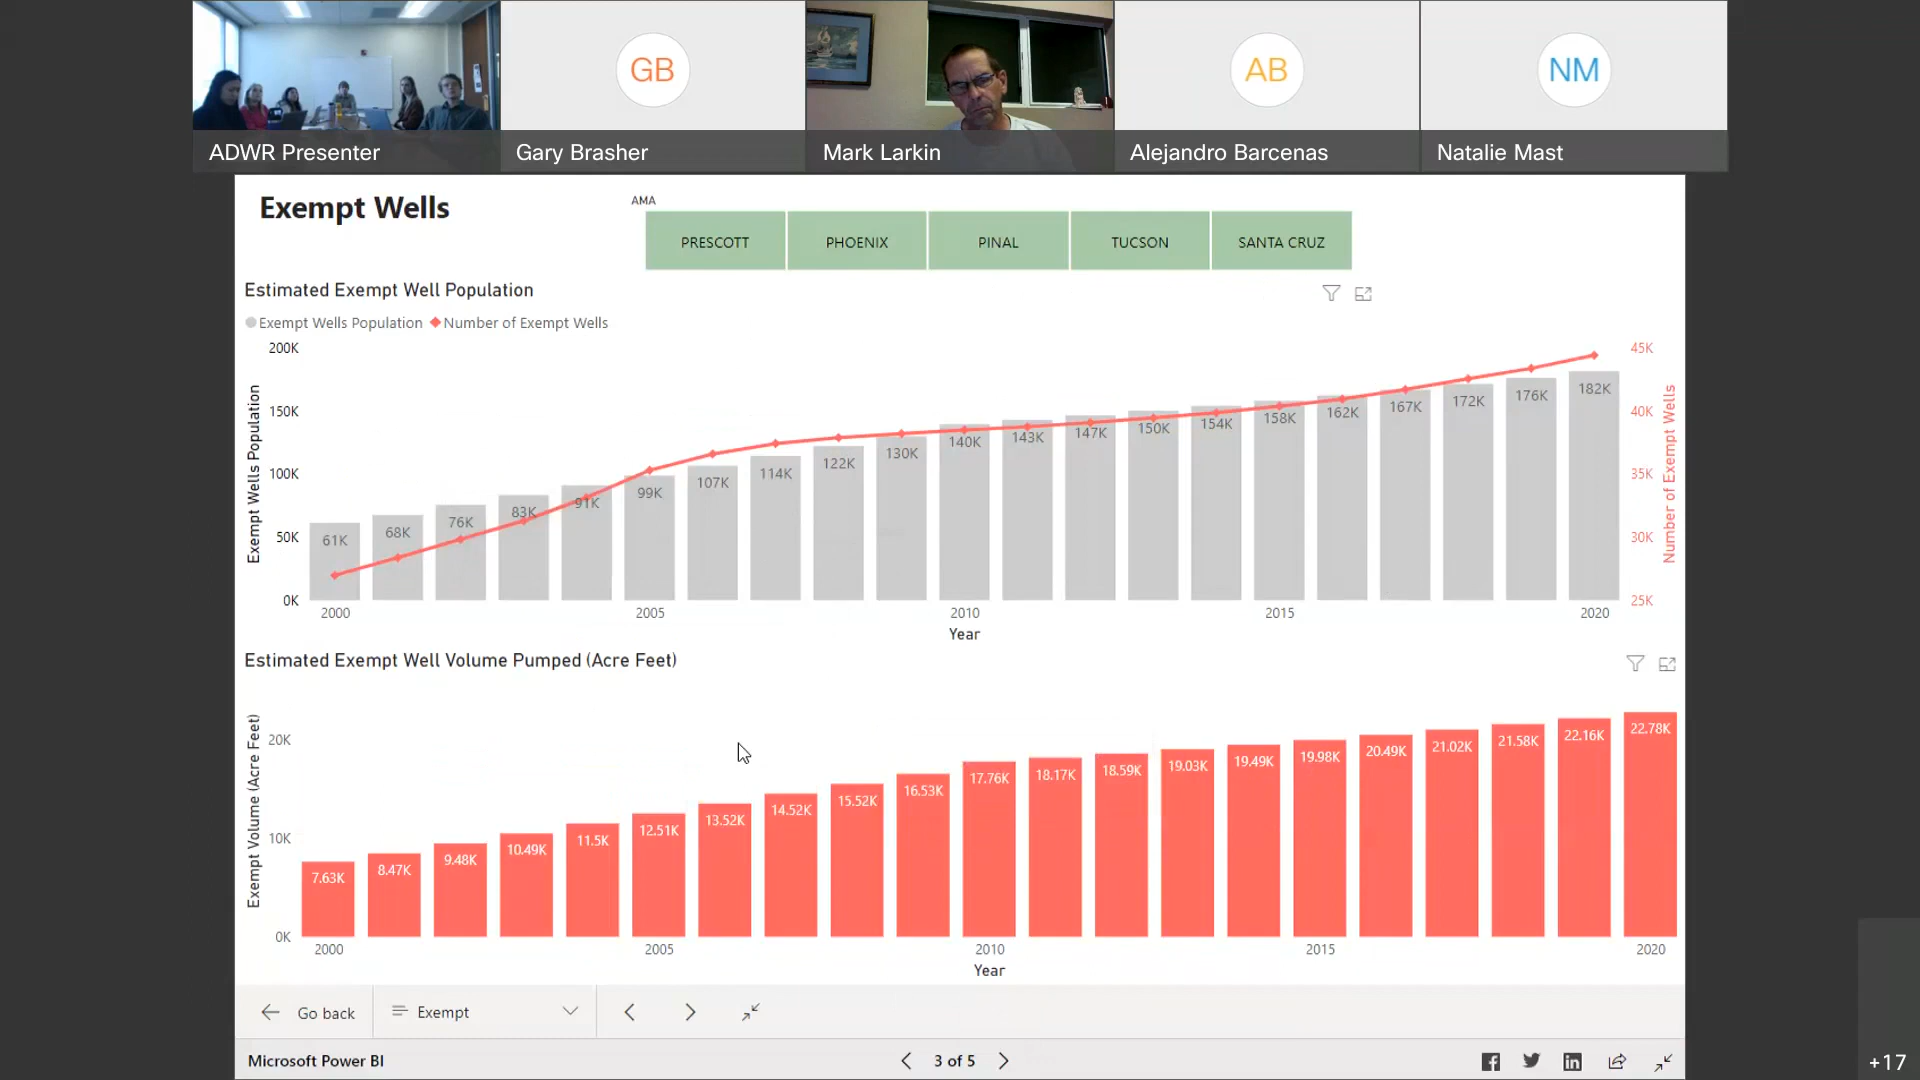 GB
AB
NM
ADWR Presenter
Gary Brasher
Mark Larkin
Alejandro Barcenas
Natalie Mast
Exempt Wells
AMA
PRESCOTT
PHOENIX
PINAL
TUCSON
SANTA CRUZ
Estimated Exempt Well Population
Exempt Wells Population
Number of Exempt Wells
Exempt Wells Population
200K
150K
100K
50K
0K
61K
68K
76K
83K
91K
99K
107K
114K
122K
130K
140K
143K
147K
150K
154K
158K
162K
167K
172K
176K
182K
45K
40K
35K
30K
25K
Number of Exempt Wells
2000
2005
2010
2015
2020
Year
Estimated Exempt Well Volume Pumped (Acre Feet)
Exempt Volume (Acre Feet)
20K
10K
0K
7.63K
8.47K
9.48K
10.49K
11.5K
12.51K
13.52K
14.52K
15.52K
16.53K
17.76K
18.17K
18.59K
19.03K
19.49K
19.98K
20.49K
21.02K
21.58K
22.16K
22.78K
2000
2005
2010
2015
2020
Year
Go back
Exempt
Microsoft Power BI
3 of 5
+17